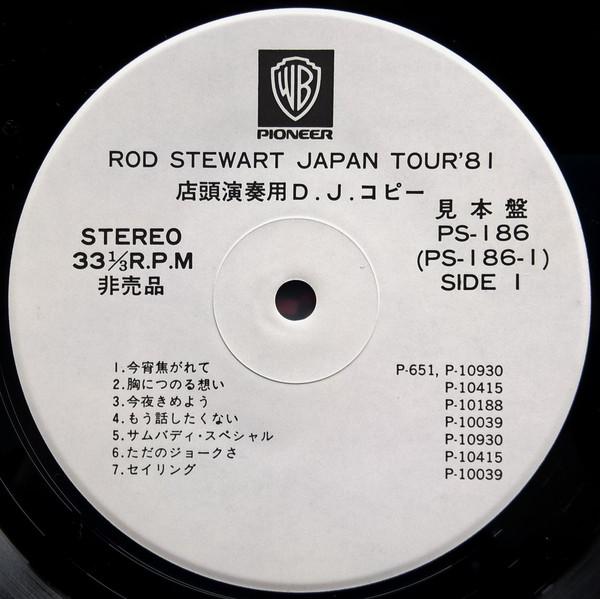 WB
PIONEER
ROD STEWART JAPAN TOUR'81
店頭演奏用D.J.コピー
見本盤
STEREO
PS-186
33⅓R.P.M
(PS-186-1)
非売品
SIDE 1
1.今宵焦がれて P-651, P-10930
2.胸につのる想い P-10415
3.今夜きめよう P-10188
4.もう話したくない P-10039
5.サムバディ・スペシャル P-10930
6.ただのジョークさ P-10415
7.セイリング P-10039